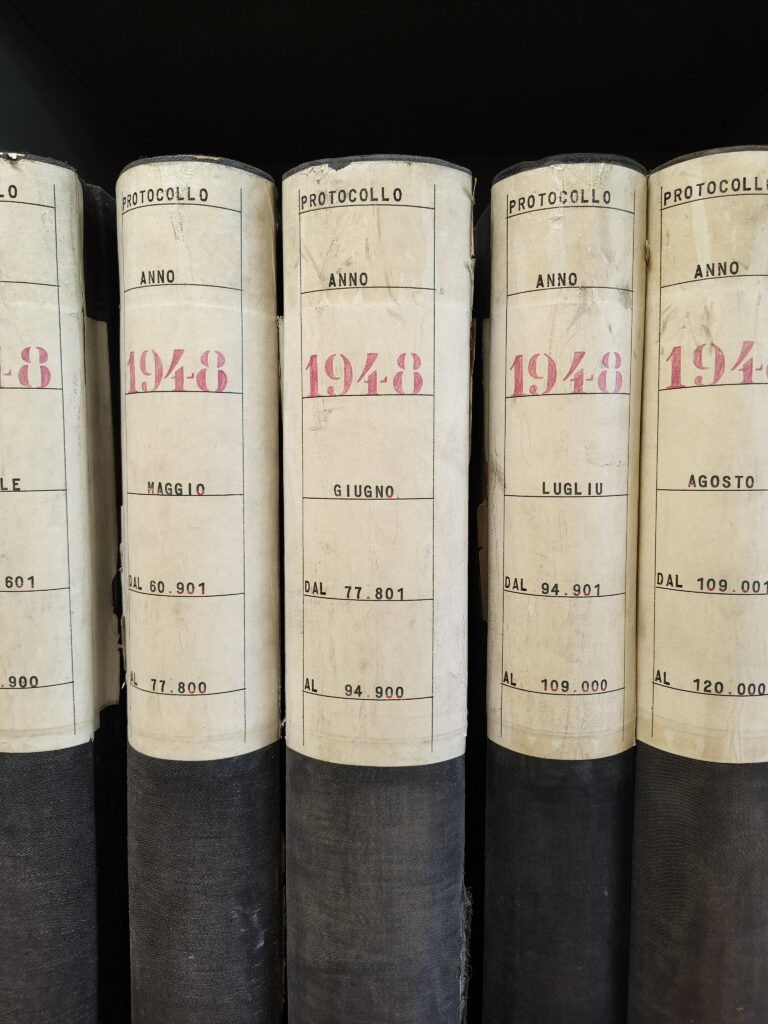 LO
48
LE
601
.900
PROTOCOLLO
ANNO
1948
MAGGIO
DAL 60.901
AL 77.800
PROTOCOLLO
ANNO
1948
GIUGNO
DAL 77.801
AL 94.900
PROTOCOLLO
ANNO
1948
LUGLIU
DAL 94.901
AL 109.000
PROTOCOLLO
ANNO
194
AGOSTO
DAL 109.001
AL 120.000